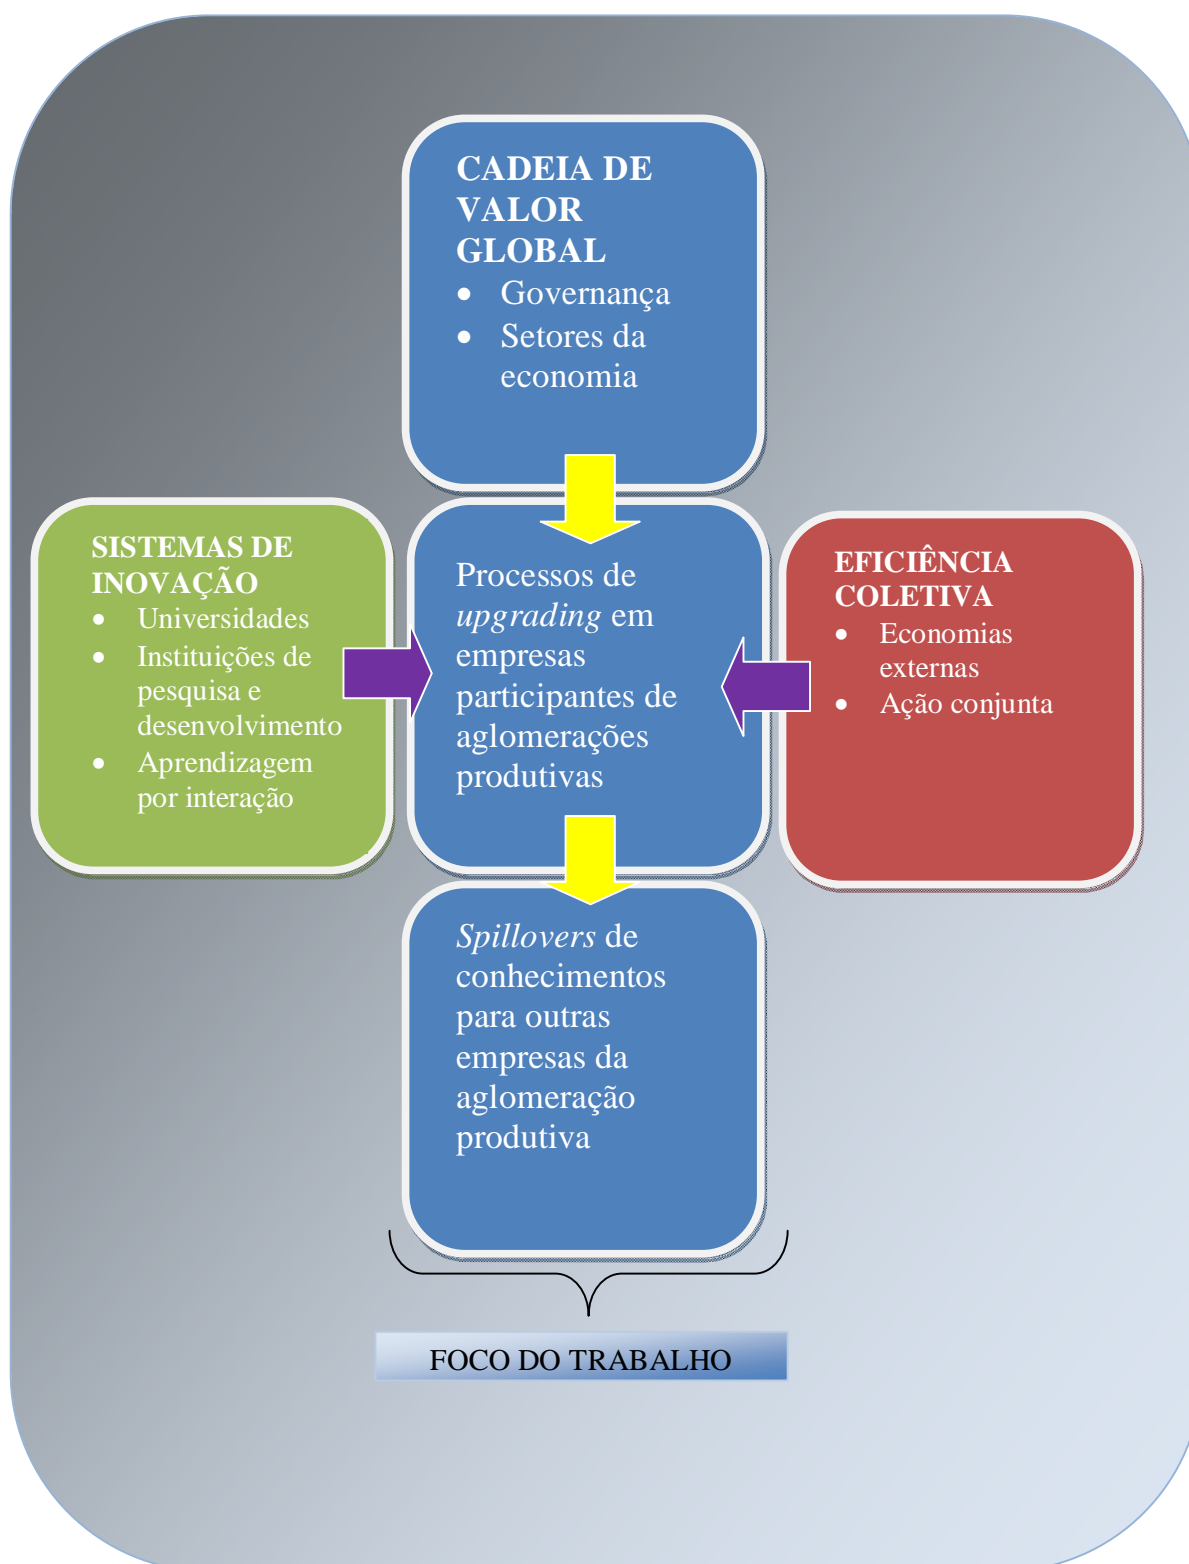 CADEIA DE
VALOR
GLOBAL
• Governança
• Setores da
economia
SISTEMAS DE
INOVAÇÃO
• Universidades
• Instituições de
pesquisa e
desenvolvimento
• Aprendizagem
por interação
Processos de
upgrading em
empresas
participantes de
aglomerações
produtivas
EFICIÊNCIA
COLETIVA
• Economias
externas
• Ação conjunta
Spillovers de
conhecimentos
para outras
empresas da
aglomeração
produtiva
FOCO DO TRABALHO